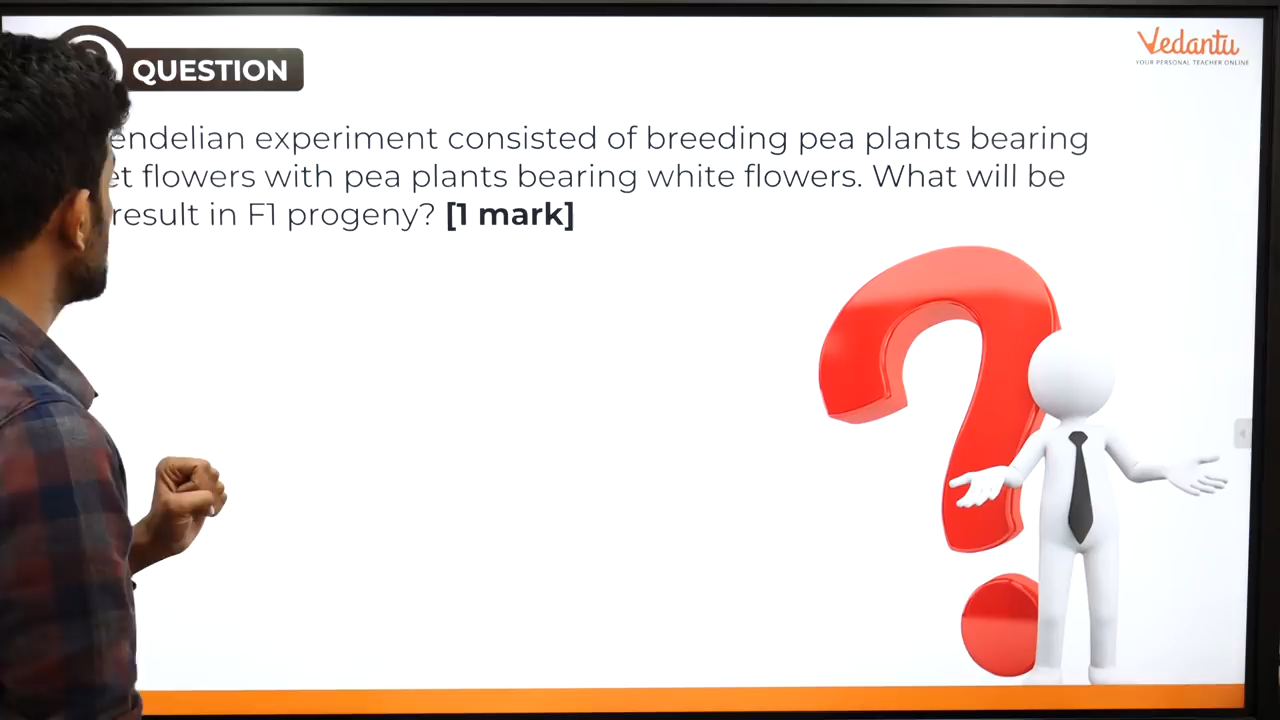 QUESTION
Vedantu
YOUR PERSONAL TEACHER ONLINE
endelian experiment consisted of breeding pea plants bearing
et flowers with pea plants bearing white flowers. What will be
result in F1 progeny? [1 mark]